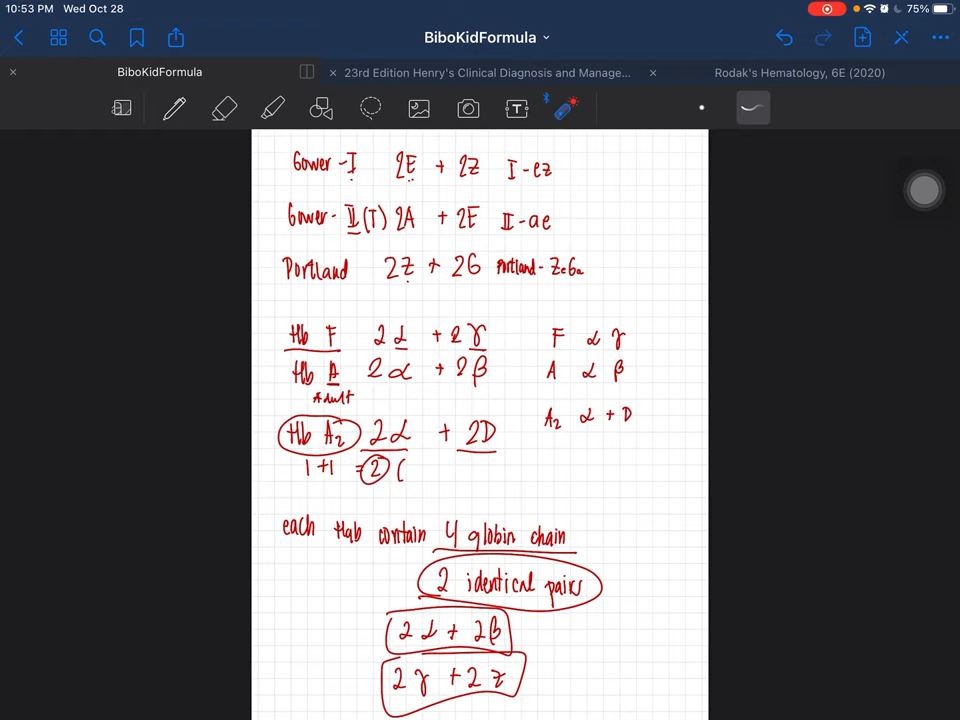 10:53 PM Wed Oct 28 75%
BiboKidFormula
BiboKidFormula 23rd Edition Henry's Clinical Diagnosis and Manage... Rodak's Hematology, 6E (2020)
Gower-I 2E + 2Z I-ez
Gower-II(T) 2A + 2E II-ae
Portland 2Z + 2G Portland-ZeGa
Hb F 2α + 2γ F α γ
Hb A 2α + 2β A α β
Adult
Hb A2 2α + 2D A2 α + D
1+1 = 2 (
each Hgb contain 4 globin chain
2 identical pairs
2α + 2β
2γ + 2z